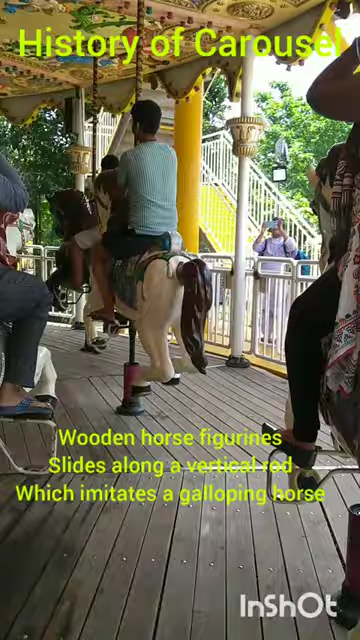 History of Carousel
Wooden horse figurines
Slides along a vertical rod
Which imitates a galloping horse
InShOt